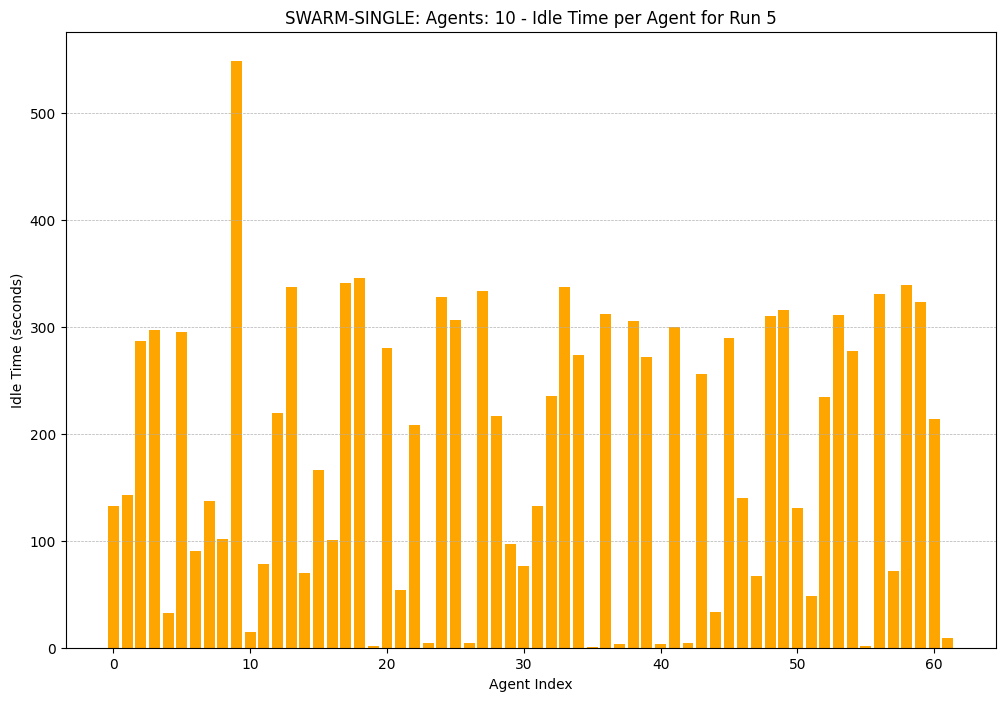 SWARM-SINGLE: Agents: 10 - Idle Time per Agent for Run 5
Idle Time (seconds)
500
400
300
200
100
0
0 10 20 30 40 50 60
Agent Index